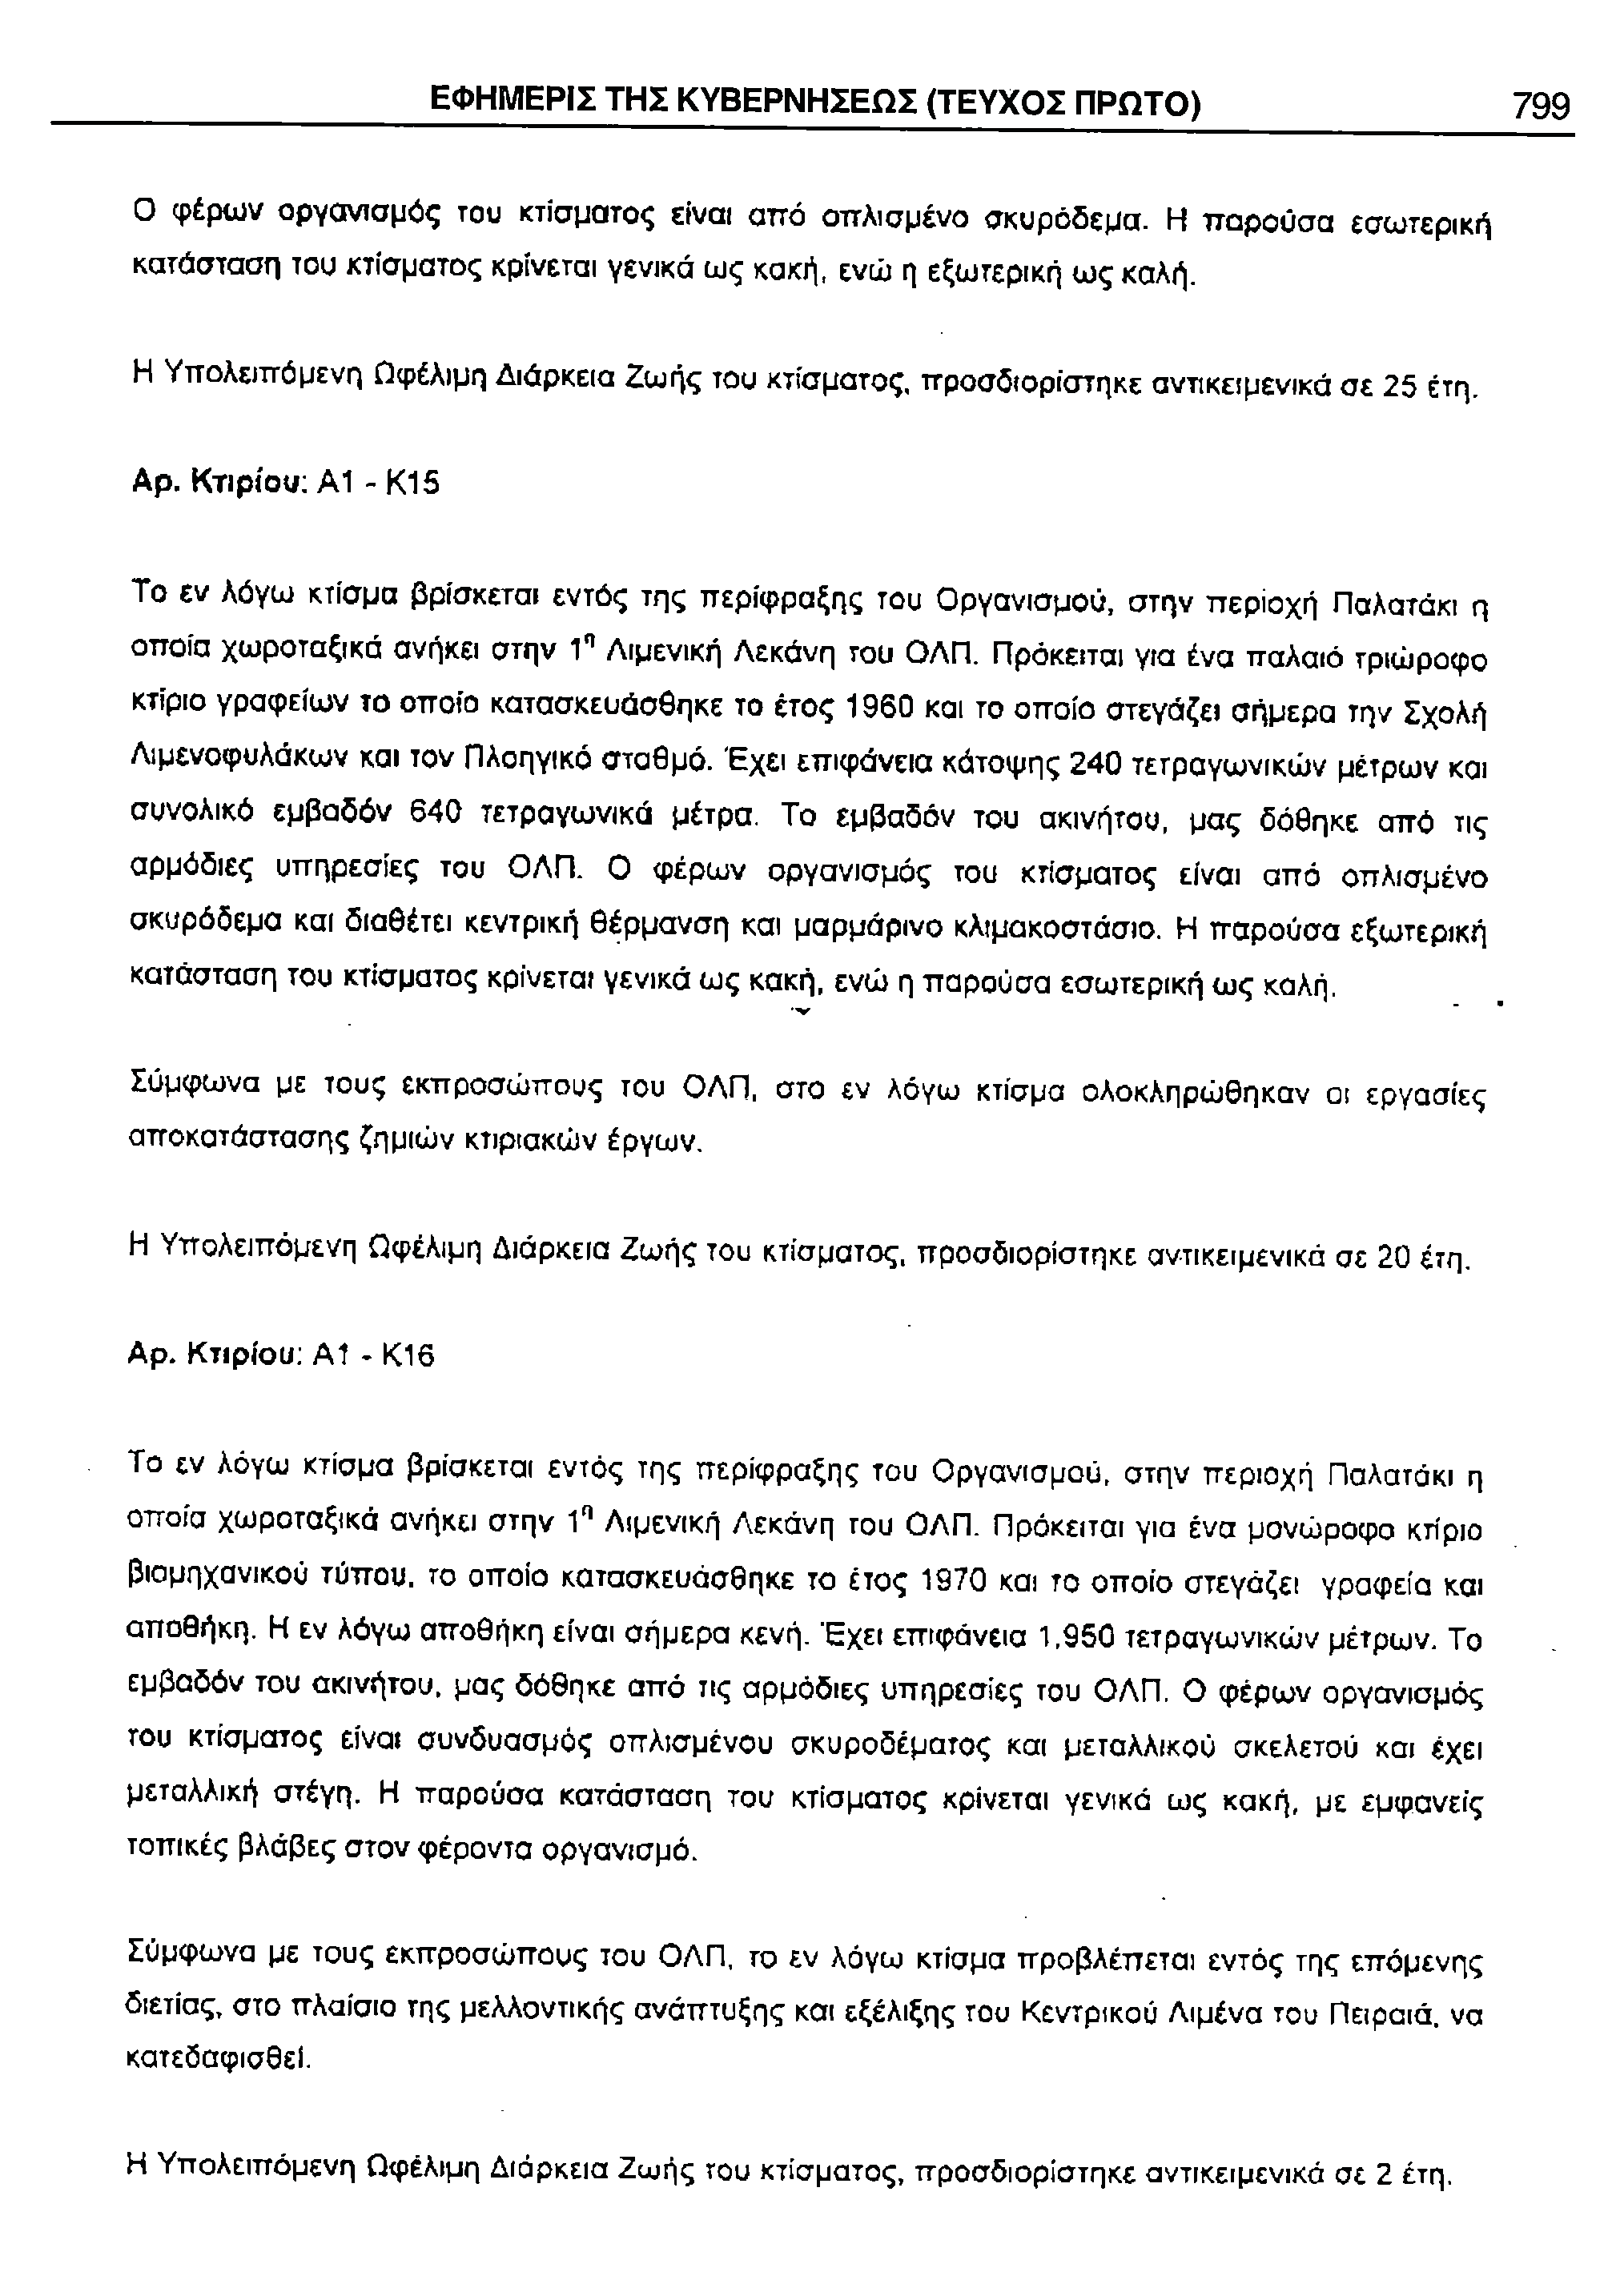 ΕΦΗΜΕΡΙΣ ΤΗΣ ΚΥΒΕΡΝΗΣΕΩΣ (ΤΕΥΧΟΣ ΠΡΩΤΟ) 799
Ο φέρων οργανισμός του κτίσματος είναι από οπλισμένο σκυρόδεμα. Η παρούσα εσωτερική
κατάσταση του κτίσματος κρίνεται γενικά ως κακή, ενώ η εξωτερική ως καλή.
Η Υπολειπόμενη Ωφέλιμη Διάρκεια Ζωής του κτίσματος, προσδιορίστηκε αντικειμενικά σε 25 έτη.
Αρ. Κτιρίου: Α1 - Κ15
Το εν λόγω κτίσμα βρίσκεται εντός της περίφραξης του Οργανισμού, στην περιοχή Παλατάκι η
οποία χωροταξικά ανήκει στην 1η Λιμενική Λεκάνη του ΟΛΠ. Πρόκειται για ένα παλαιό τριώροφο
κτίριο γραφείων το οποίο κατασκευάσθηκε το έτος 1960 και το οποίο στεγάζει σήμερα την Σχολή
Λιμενοφυλάκων και τον Πλοηγικό σταθμό. Έχει επιφάνεια κάτοψης 240 τετραγωνικών μέτρων και
συνολικό εμβαδόν 640 τετραγωνικά μέτρα. Το εμβαδόν του ακινήτου, μας δόθηκε από τις
αρμόδιες υπηρεσίες του ΟΛΠ. Ο φέρων οργανισμός του κτίσματος είναι από οπλισμένο
σκυρόδεμα και διαθέτει κεντρική θέρμανση και μαρμάρινο κλιμακοστάσιο. Η παρούσα εξωτερική
κατάσταση του κτίσματος κρίνεται γενικά ως κακή, ενώ η παρούσα εσωτερική ως καλή.
Σύμφωνα με τους εκπροσώπους του ΟΛΠ, στο εν λόγω κτίσμα ολοκληρώθηκαν οι εργασίες
αποκατάστασης ζημιών κτιριακών έργων.
Η Υπολειπόμενη Ωφέλιμη Διάρκεια Ζωής του κτίσματος, προσδιορίστηκε αντικειμενικά σε 20 έτη.
Αρ. Κτιρίου: Α1 - Κ16
Το εν λόγω κτίσμα βρίσκεται εντός της περίφραξης του Οργανισμού, στην περιοχή Παλατάκι η
οποία χωροταξικά ανήκει στην 1η Λιμενική Λεκάνη του ΟΛΠ. Πρόκειται για ένα μονώροφο κτίριο
βιομηχανικού τύπου, το οποίο κατασκευάσθηκε το έτος 1970 και το οποίο στεγάζει γραφεία και
αποθήκη. Η εν λόγω αποθήκη είναι σήμερα κενή. Έχει επιφάνεια 1,950 τετραγωνικών μέτρων. Το
εμβαδόν του ακινήτου, μας δόθηκε από τις αρμόδιες υπηρεσίες του ΟΛΠ. Ο φέρων οργανισμός
του κτίσματος είναι συνδυασμός οπλισμένου σκυροδέματος και μεταλλικού σκελετού και έχει
μεταλλική στέγη. Η παρούσα κατάσταση του κτίσματος κρίνεται γενικά ως κακή, με εμφανείς
τοπικές βλάβες στον φέροντα οργανισμό.
Σύμφωνα με τους εκπροσώπους του ΟΛΠ, το εν λόγω κτίσμα προβλέπεται εντός της επόμενης
διετίας, στο πλαίσιο της μελλοντικής ανάπτυξης και εξέλιξης του Κεντρικού Λιμένα του Πειραιά, να
κατεδαφισθεί.
Η Υπολειπόμενη Ωφέλιμη Διάρκεια Ζωής του κτίσματος, προσδιορίστηκε αντικειμενικά σε 2 έτη.